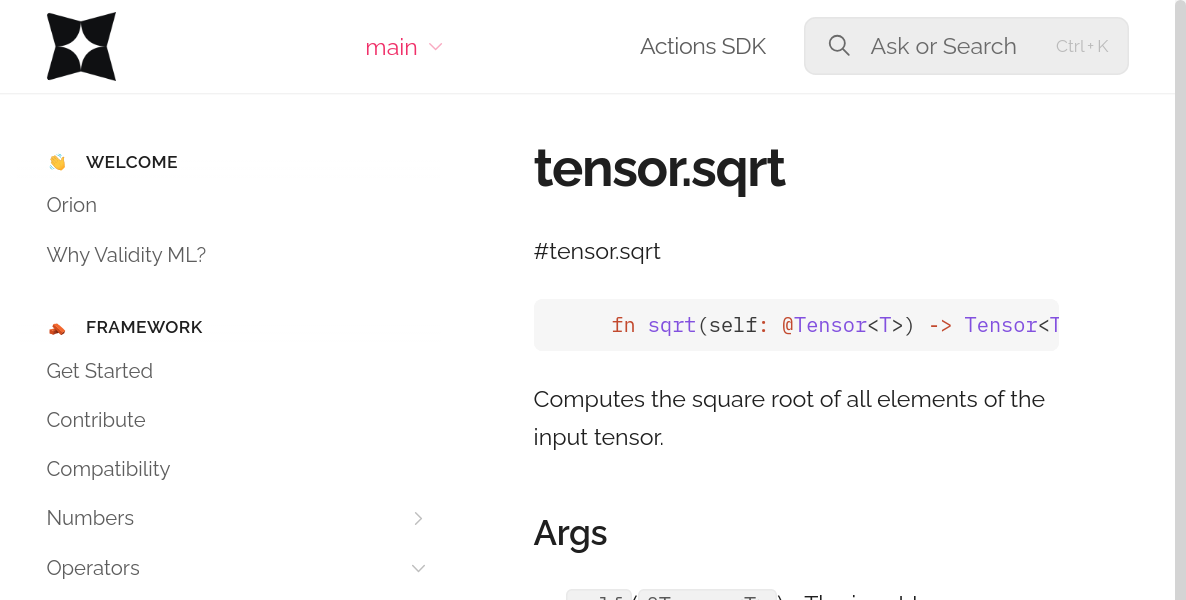 main
Actions SDK
Ask or Search
Ctrl+K
WELCOME
Orion
Why Validity ML?
FRAMEWORK
Get Started
Contribute
Compatibility
Numbers
Operators
tensor.sqrt
#tensor.sqrt
fn sqrt(self: @Tensor<T>) -> Tensor<T
Computes the square root of all elements of the
input tensor.
Args